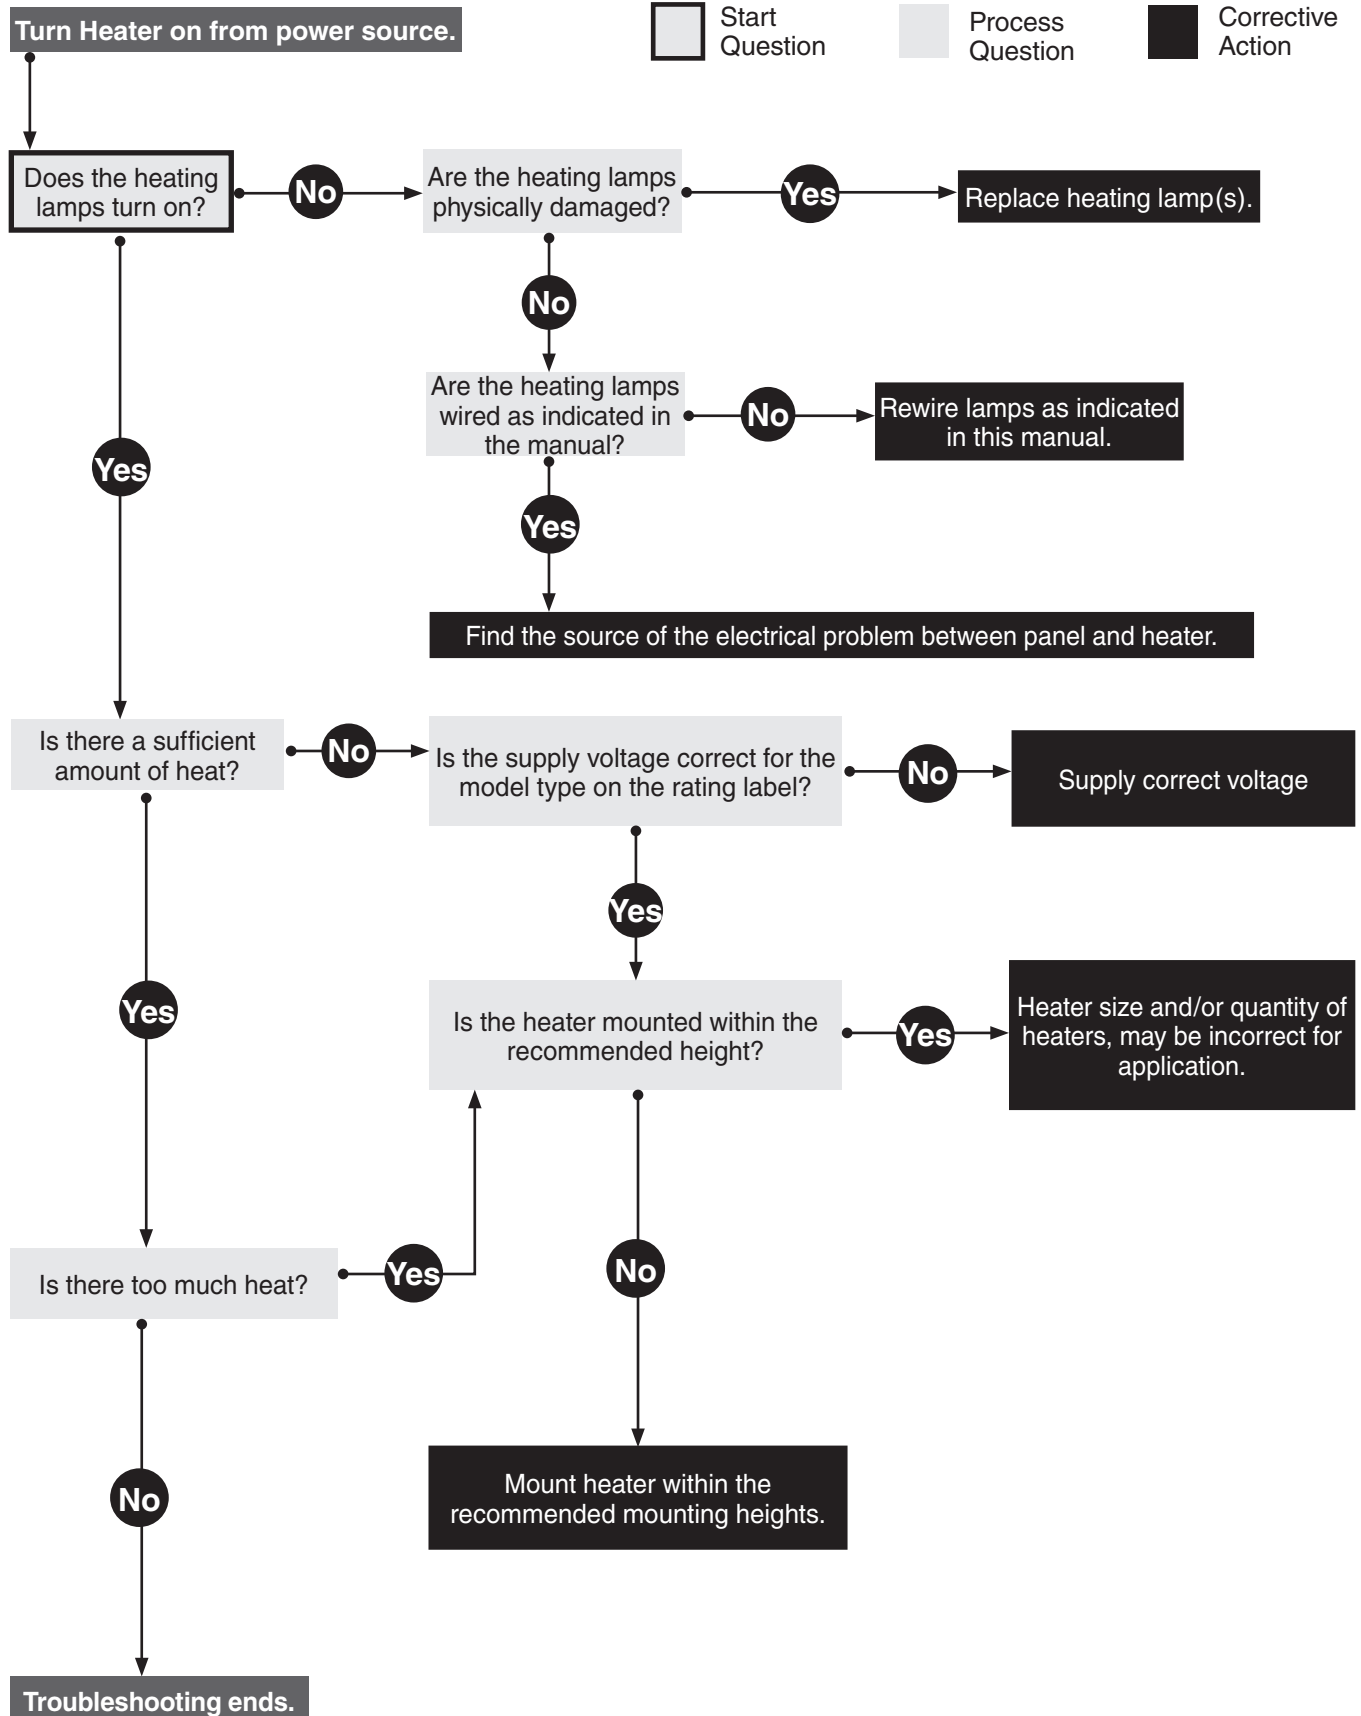 Turn Heater on from power source.
Start
Question
Process
Question
Corrective
Action
Does the heating
lamps turn on?
No
Are the heating lamps
physically damaged?
Yes
Replace heating lamp(s).
No
Are the heating lamps
wired as indicated in
the manual?
No
Rewire lamps as indicated
in this manual.
Yes
Yes
Find the source of the electrical problem between panel and heater.
Is there a sufficient
amount of heat?
No
Is the supply voltage correct for the
model type on the rating label?
No
Supply correct voltage
Yes
Yes
Is the heater mounted within the
recommended height?
Yes
Heater size and/or quantity of
heaters, may be incorrect for
application.
Is there too much heat?
Yes
No
No
Mount heater within the
recommended mounting heights.
Troubleshooting ends.